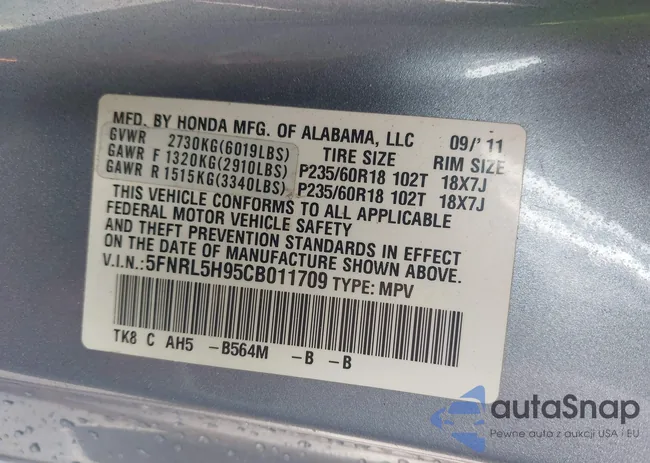 MFD. BY HONDA MFG. OF ALABAMA, LLC 09/'11
GVWR 2730KG(6019LBS) TIRE SIZE RIM SIZE
GAWR F 1320KG(2910LBS) P235/60R18 102T 18X7J
GAWR R 1515KG(3340LBS) P235/60R18 102T 18X7J
THIS VEHICLE CONFORMS TO ALL APPLICABLE
FEDERAL MOTOR VEHICLE SAFETY
AND THEFT PREVENTION STANDARDS IN EFFECT
ON THE DATE OF MANUFACTURE SHOWN ABOVE.
V.I.N.:5FNRL5H95CB011709 TYPE: MPV
TK8 C AH5 -B564M -B -B
autaSnap
Pewne auta z aukcji USA i EU